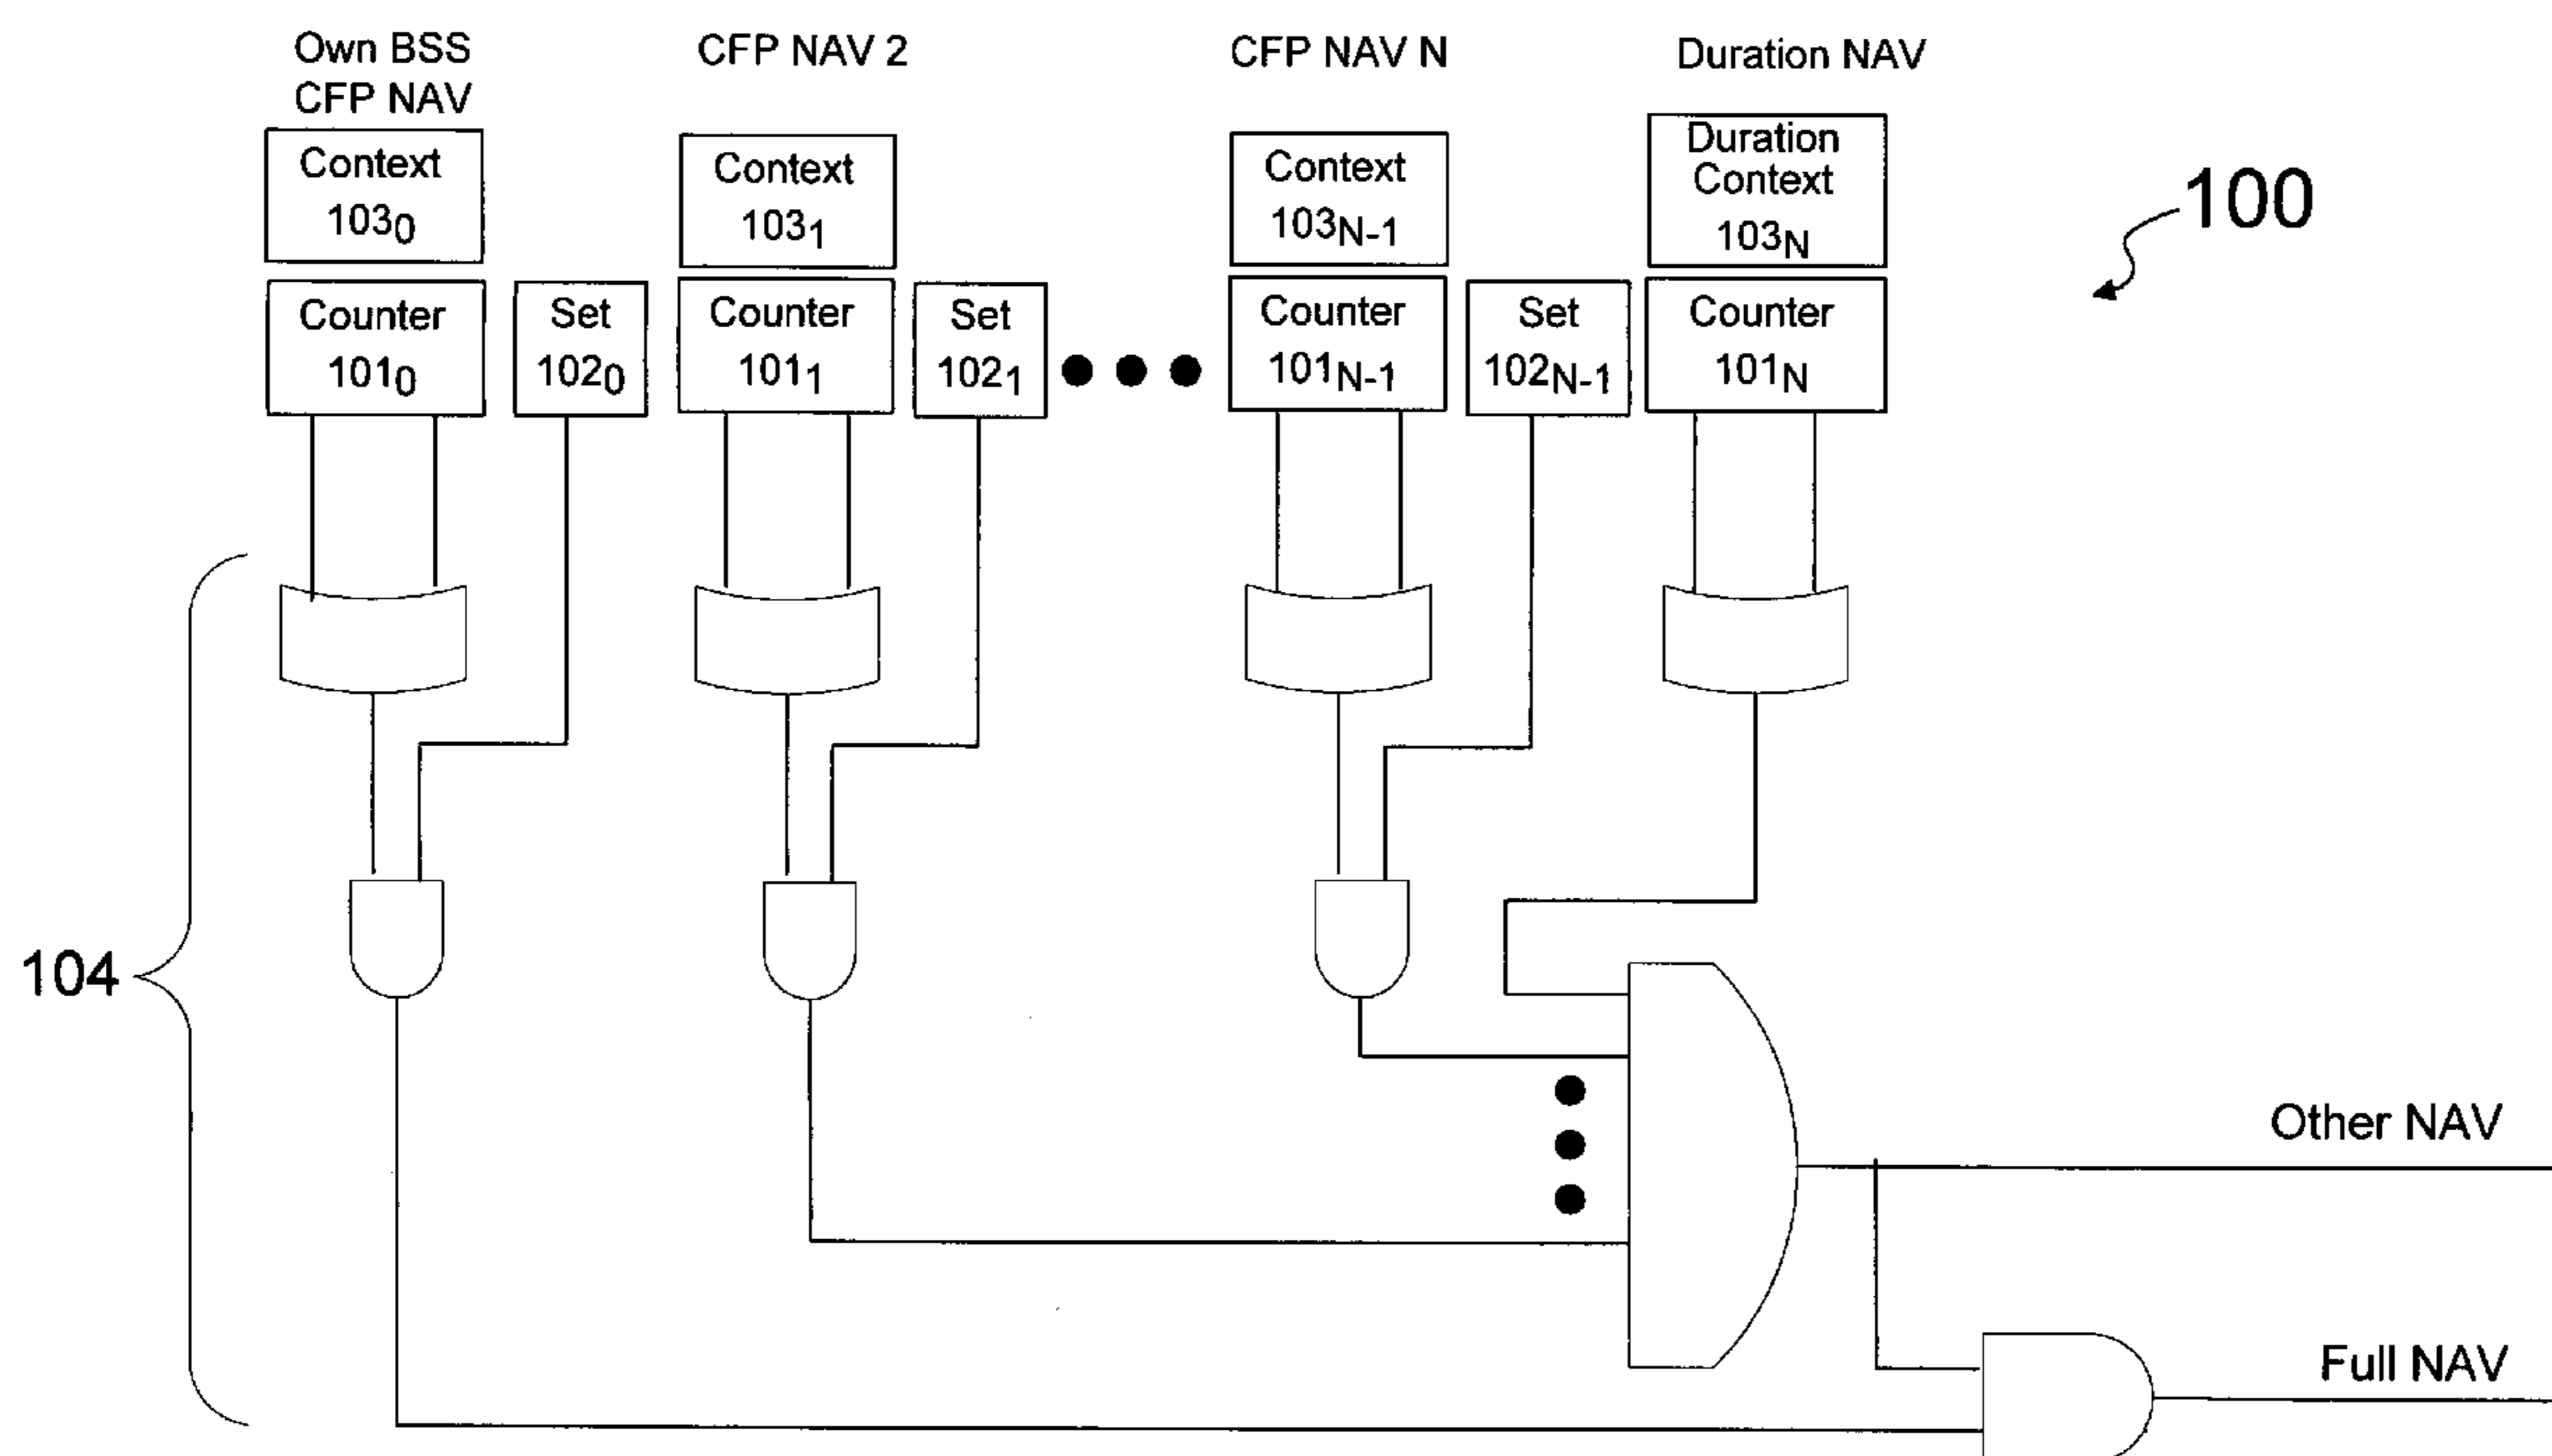 Own BSS
CFP NAV
CFP NAV 2
CFP NAV N
Duration NAV
Context
103₀
Context
103₁
Context
103N-1
Duration
Context
103N
100
Counter
101₀
Set
102₀
Counter
101₁
Set
102₁
Counter
101N-1
Set
102N-1
Counter
101N
104
Other NAV
Full NAV